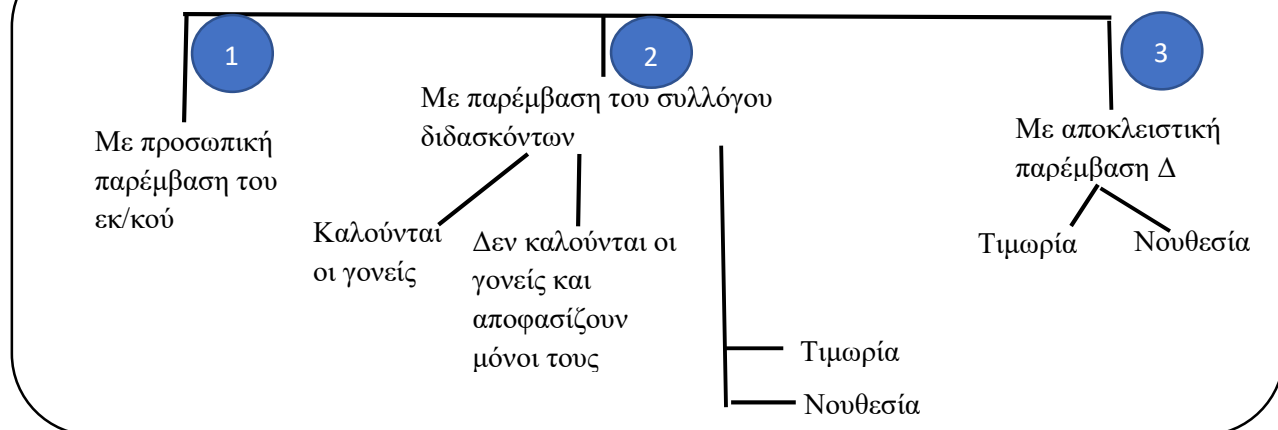 1
2
3
Με προσωπική
παρέμβαση του
εκ/κού
Με παρέμβαση του συλλόγου
διδασκόντων
Καλούνται
οι γονείς
Δεν καλούνται οι
γονείς και
αποφασίζουν
μόνοι τους
Τιμωρία
Νουθεσία
Με αποκλειστική
παρέμβαση Δ
Τιμωρία
Νουθεσία